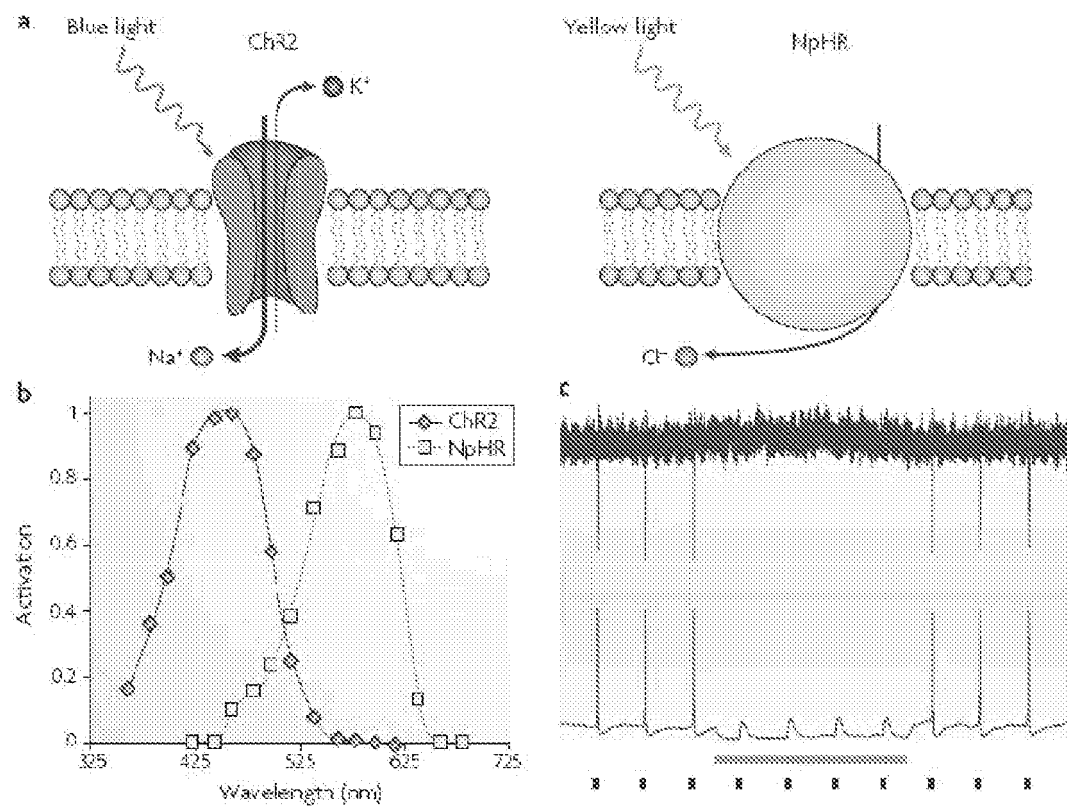 a
Blue light
ChR2
K⁺
Na⁺
Yellow light
NpHR
Cl⁻
b
1
0.8
0.6
0.4
0.2
0
Activation
325
425
525
625
725
Wavelength (nm)
ChR2
NpHR
c